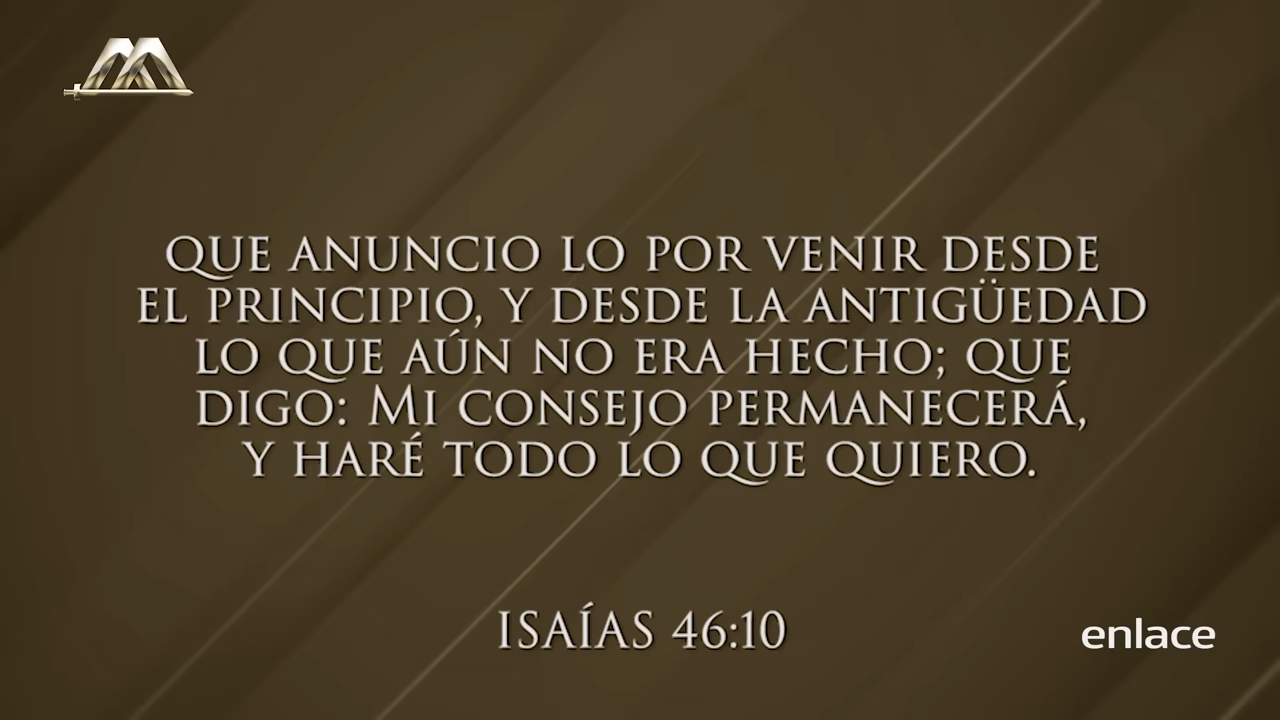 QUE ANUNCIO LO POR VENIR DESDE
EL PRINCIPIO, Y DESDE LA ANTIGÜEDAD
LO QUE AÚN NO ERA HECHO; QUE
DIGO: MI CONSEJO PERMANECERÁ,
Y HARÉ TODO LO QUE QUIERO.
ISAÍAS 46:10
enlace